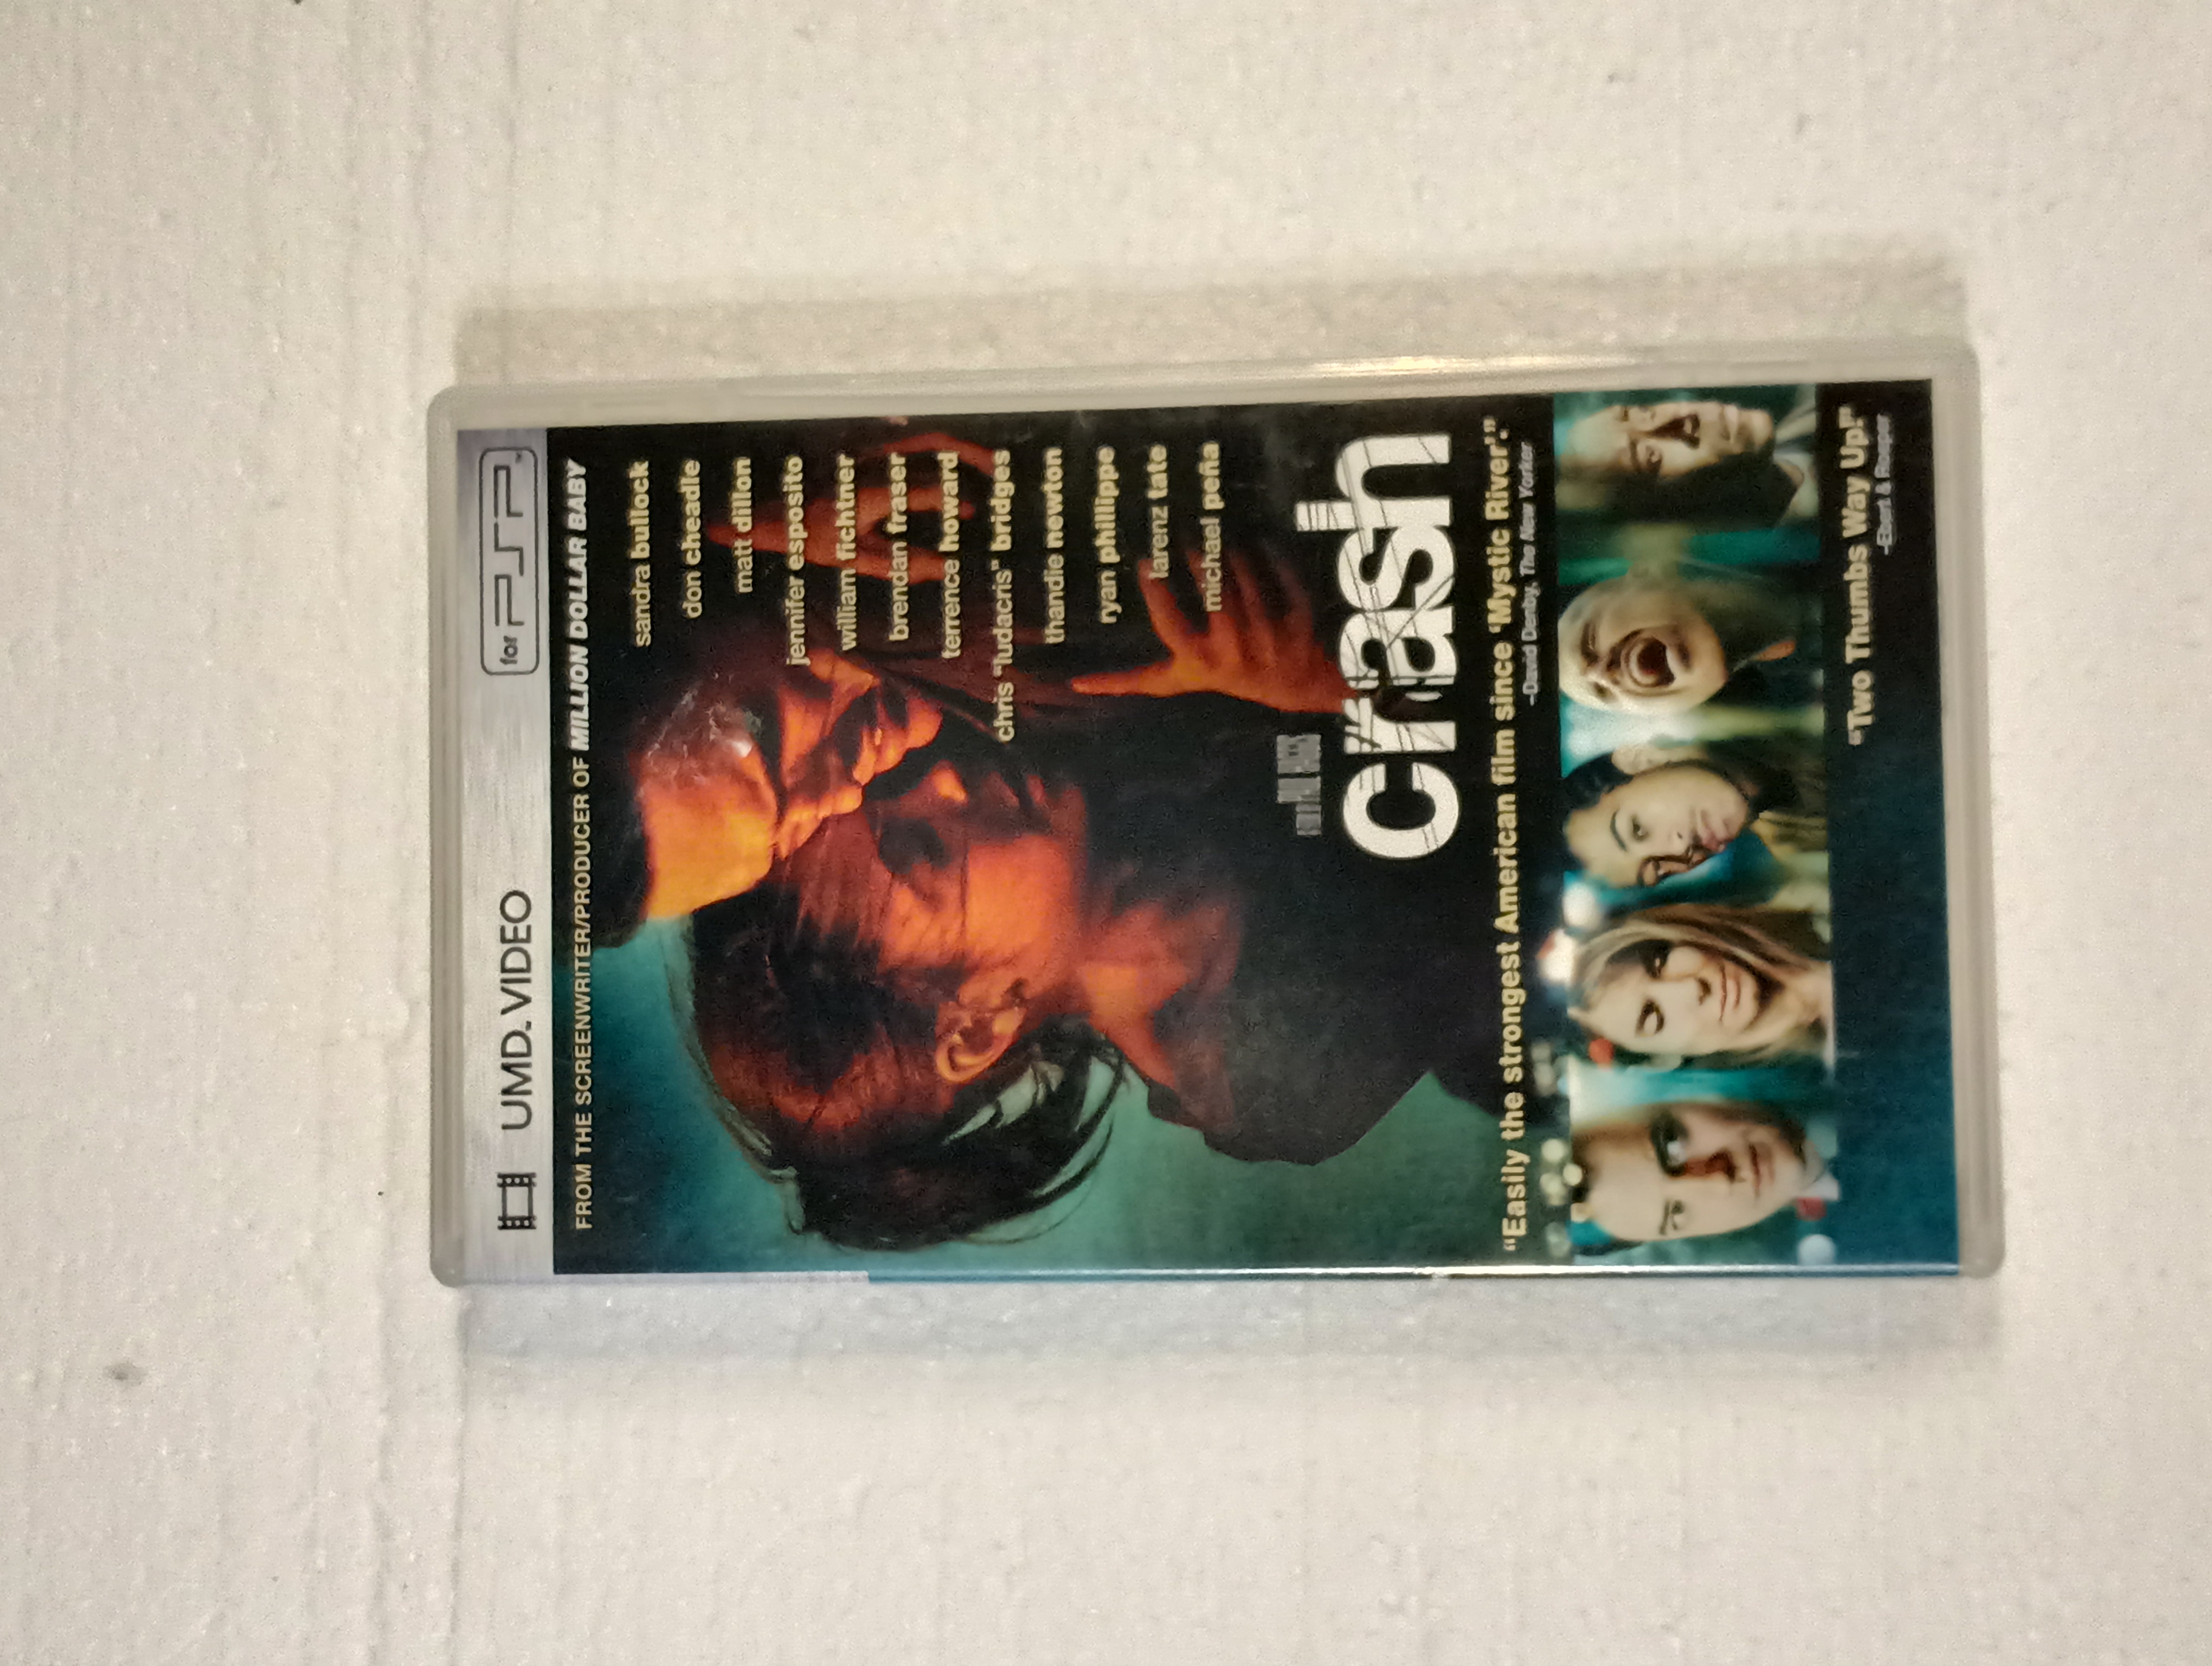 UMD VIDEO
for PSP™
FROM THE SCREENWRITER/PRODUCER OF MILLION DOLLAR BABY
sandra bullock
don cheadle
matt dillon
jennifer esposito
william fichtner
brendan fraser
terrence howard
chris "ludacris" bridges
thandie newton
ryan phillippe
larenz tate
michael peña
crash
"Easily the strongest American film since 'Mystic River'."
-David Denby, The New Yorker
"Two Thumbs Way Up!"
-Ebert & Roeper